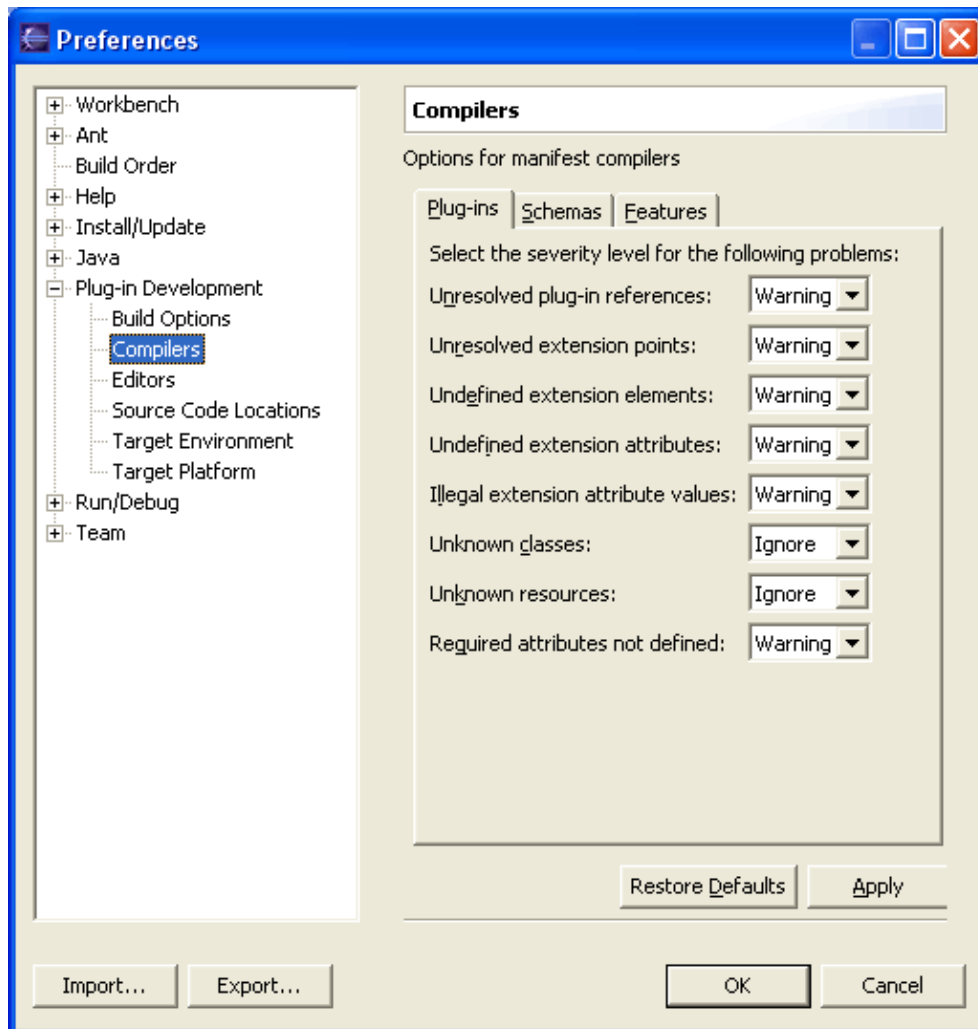 Preferences
Workbench
Ant
Build Order
Help
Install/Update
Java
Plug-in Development
Build Options
Compilers
Editors
Source Code Locations
Target Environment
Target Platform
Run/Debug
Team
Compilers
Options for manifest compilers
Plug-ins Schemas Features
Select the severity level for the following problems:
Unresolved plug-in references: Warning
Unresolved extension points: Warning
Undefined extension elements: Warning
Undefined extension attributes: Warning
Illegal extension attribute values: Warning
Unknown classes: Ignore
Unknown resources: Ignore
Required attributes not defined: Warning
Restore Defaults Apply
Import... Export... OK Cancel